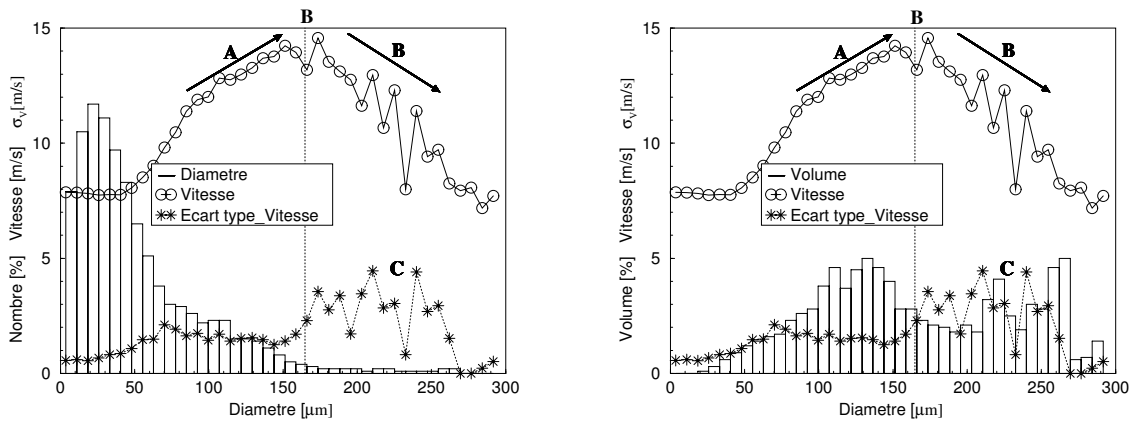 B
15
A
B
10
5
0
C
Diametre
Vitesse
Ecart type_Vitesse
Nombre [%] Vitesse [m/s] σᵥ[m/s]
0 50 100 150 200 250 300
Diametre [μm]
B
15
A
B
10
5
0
C
Volume
Vitesse
Ecart type_Vitesse
Volume [%] Vitesse [m/s] σᵥ[m/s]
0 50 100 150 200 250 300
Diametre [μm]